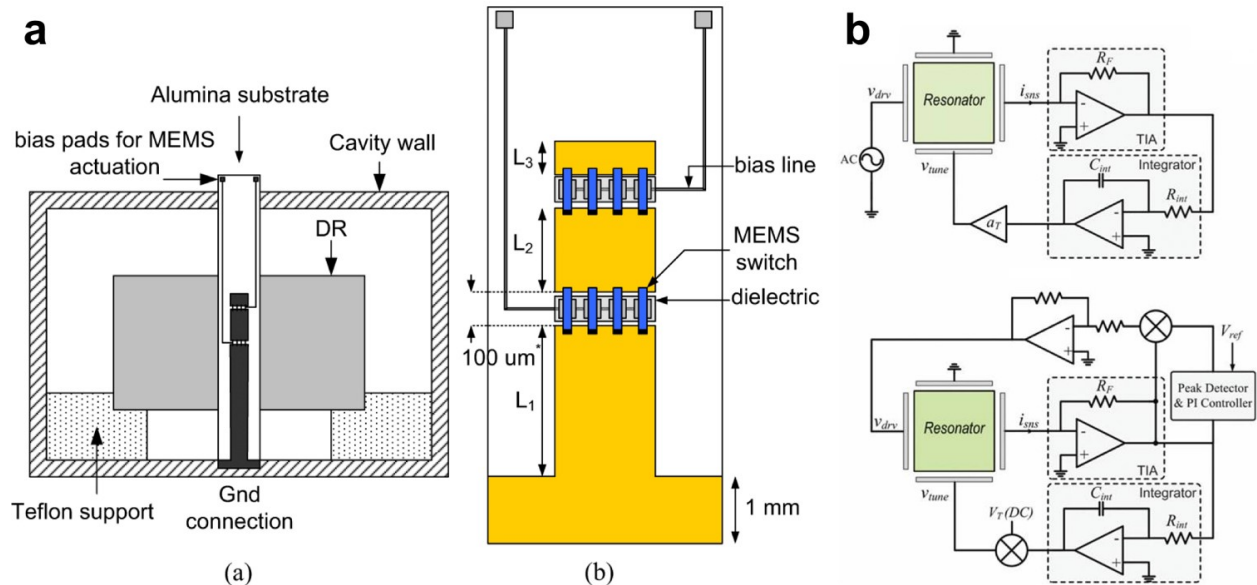 a
Alumina substrate
bias pads for MEMS
actuation
Cavity wall
DR
Teflon support
Gnd
connection
(a)
L3
bias line
L2
MEMS
switch
dielectric
100 um*
L1
1 mm
(b)
b
RF
vdrv
Resonator
isns
-
+
TIA
AC
vtune
Cint
Integrator
Rint
aT
-
+
Vref
Peak Detector
& PI Controller
-
+
RF
vdrv
Resonator
isns
-
+
TIA
vtune
VT(DC)
Cint
Integrator
Rint
-
+